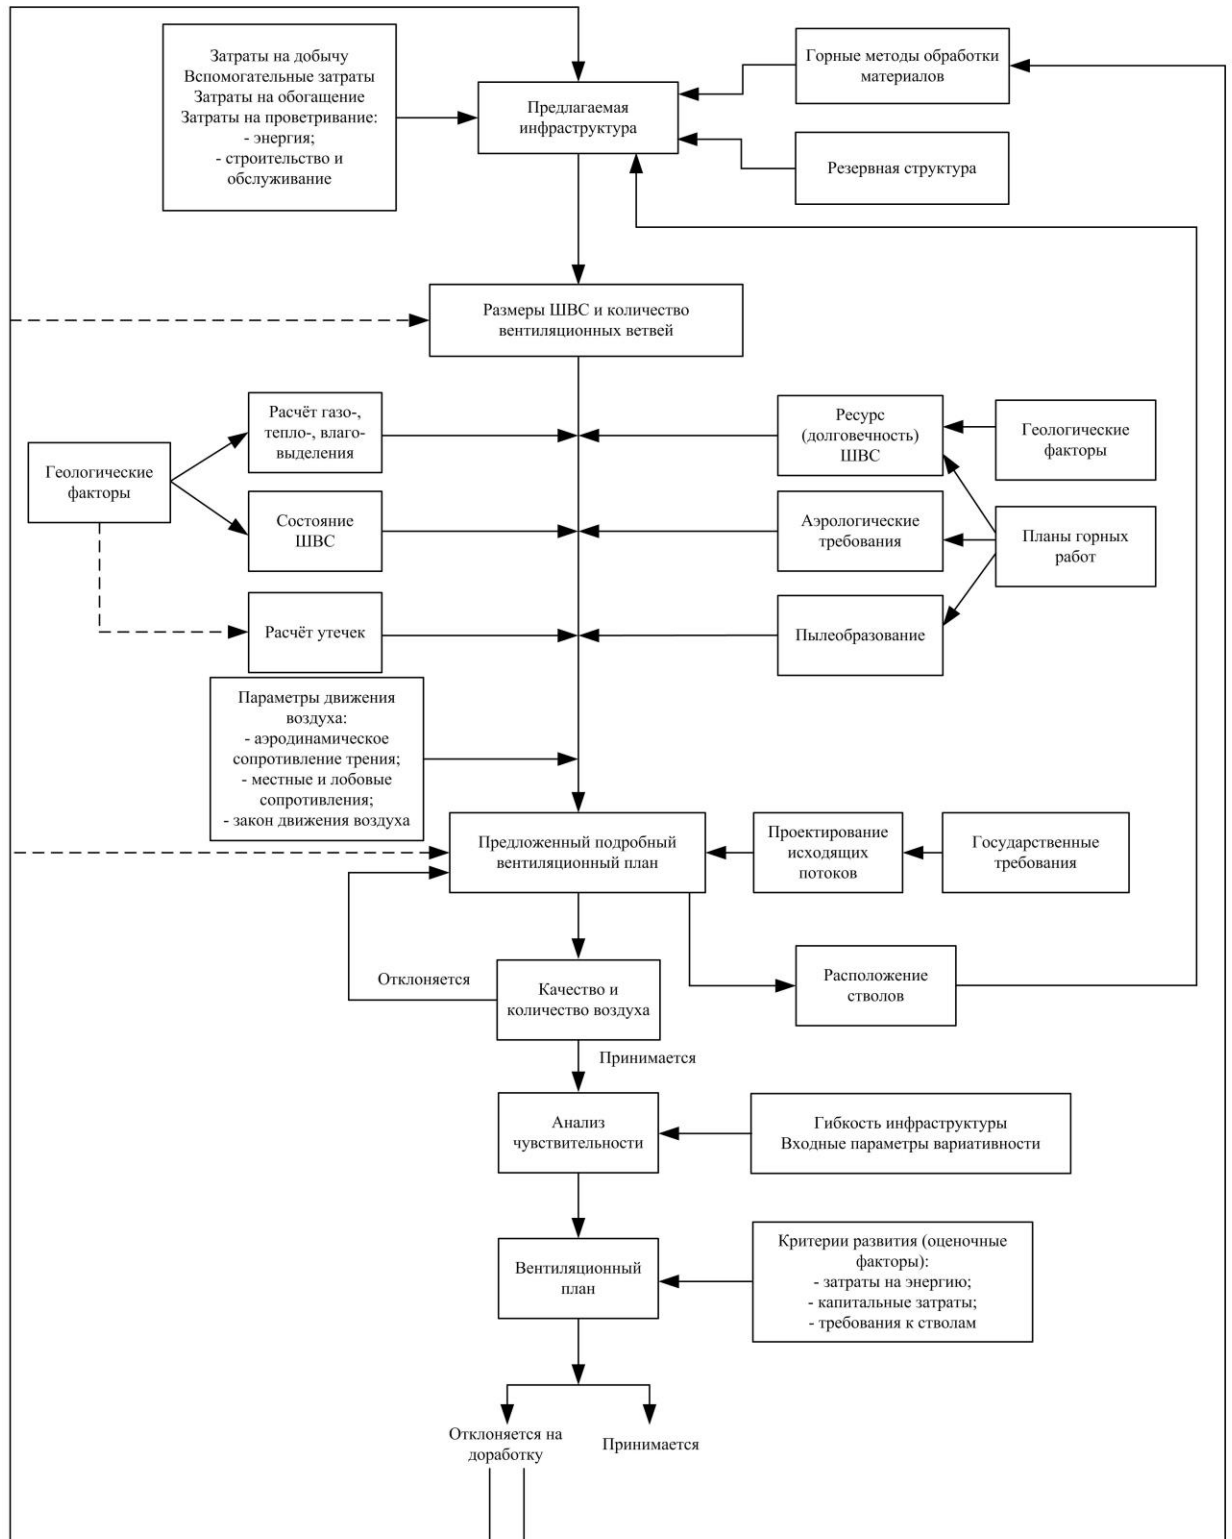 Затраты на добычу
Вспомогательные затраты
Затраты на обогащение
Затраты на проветривание:
- энергия;
- строительство и
обслуживание
Предлагаемая
инфраструктура
Горные методы обработки
материалов
Резервная структура
Размеры ШВС и количество
вентиляционных ветвей
Геологические
факторы
Расчёт газо-,
тепло-, влаго-
выделения
Состояние
ШВС
Расчёт утечек
Ресурс
(долговечность)
ШВС
Аэрологические
требования
Пылеобразование
Геологические
факторы
Планы горных
работ
Параметры движения
воздуха:
- аэродинамическое
сопротивление трения;
- местные и лобовые
сопротивления;
- закон движения воздуха
Предложенный подробный
вентиляционный план
Проектирование
исходящих
потоков
Государственные
требования
Отклоняется
Качество и
количество воздуха
Расположение
стволов
Принимается
Анализ
чувствительности
Гибкость инфраструктуры
Входные параметры вариативности
Вентиляционный
план
Критерии развития (оценочные
факторы):
- затраты на энергию;
- капитальные затраты;
- требования к стволам
Отклоняется на
доработку
Принимается